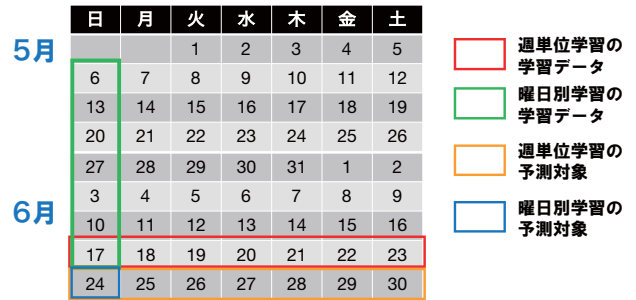 日 月 火 水 木 金 土
5月
1 2 3 4 5
6 7 8 9 10 11 12
13 14 15 16 17 18 19
20 21 22 23 24 25 26
27 28 29 30 31 1 2
3 4 5 6 7 8 9
6月
10 11 12 13 14 15 16
17 18 19 20 21 22 23
24 25 26 27 28 29 30
週単位学習の
学習データ
曜日別学習の
学習データ
週単位学習の
予測対象
曜日別学習の
予測対象